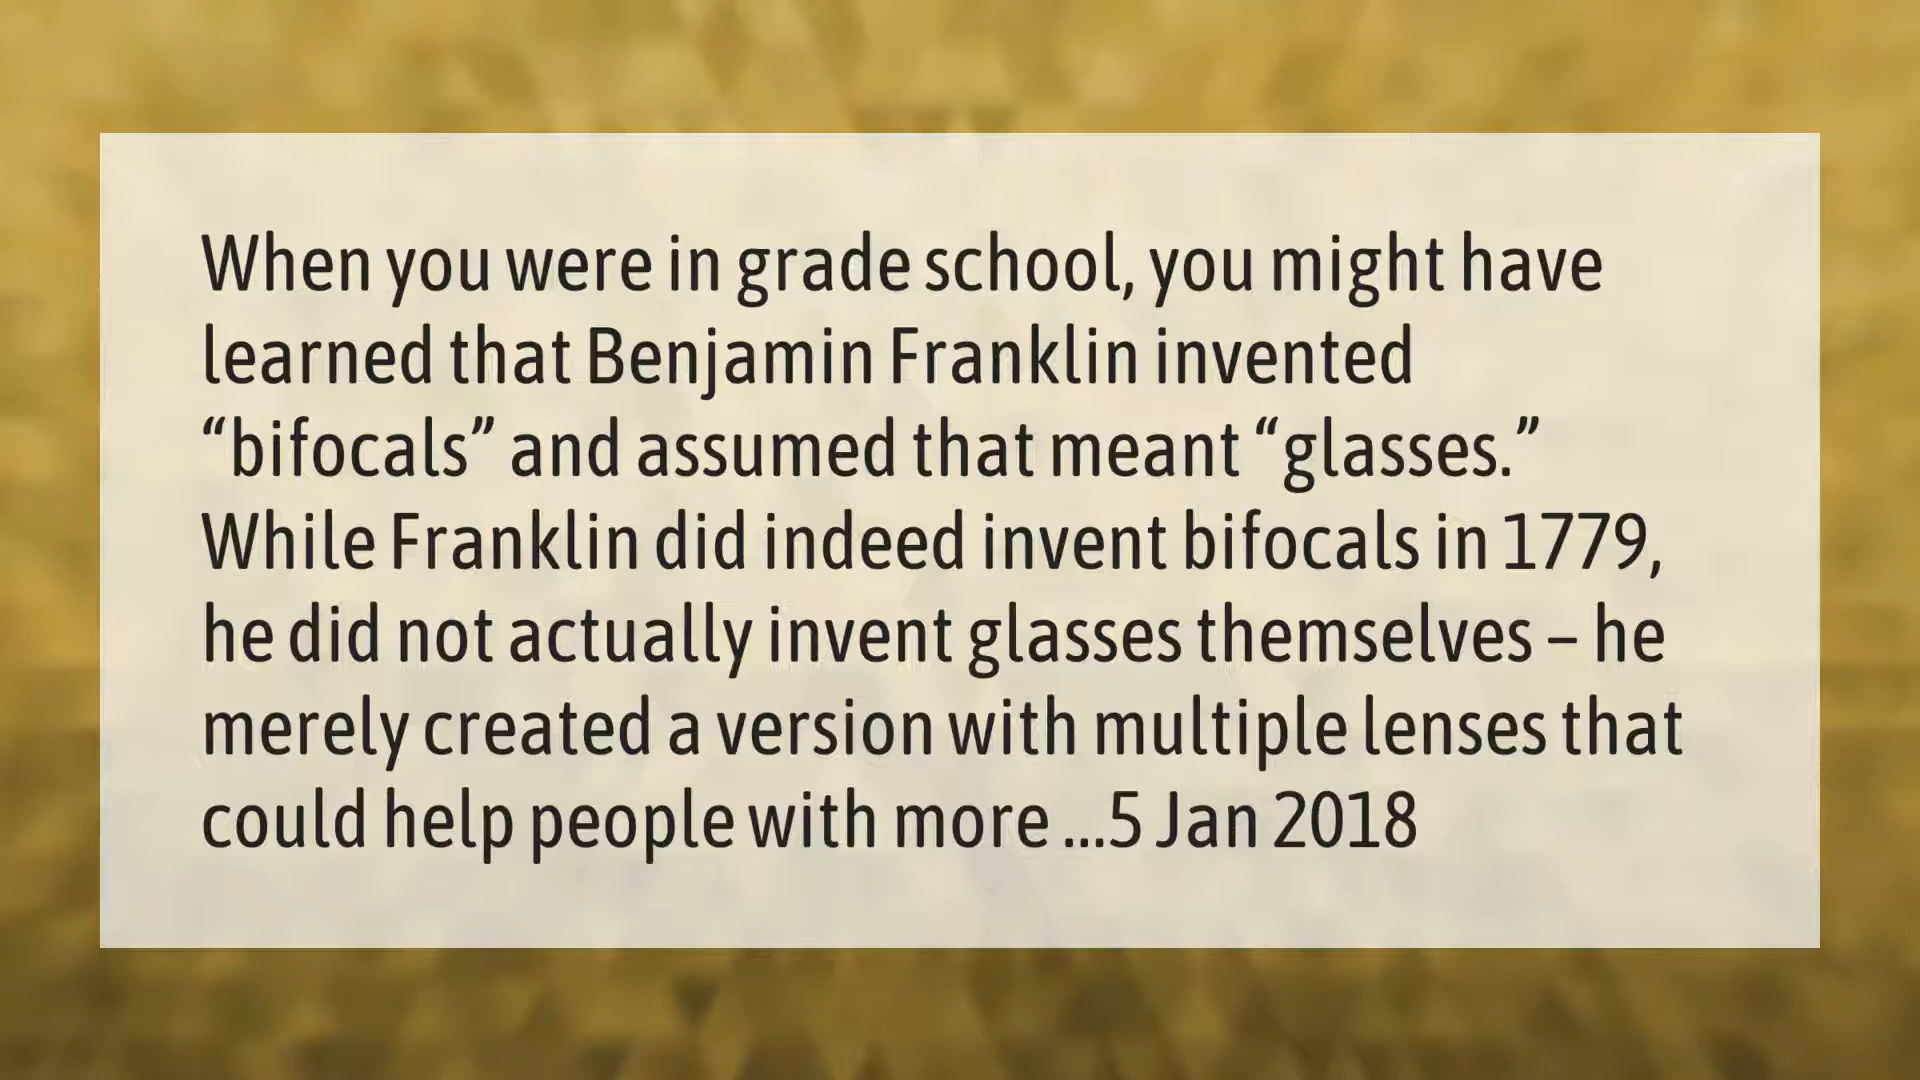 When you were in grade school, you might have
learned that Benjamin Franklin invented
“bifocals” and assumed that meant “glasses.”
While Franklin did indeed invent bifocals in 1779,
he did not actually invent glasses themselves – he
merely created a version with multiple lenses that
could help people with more ...5 Jan 2018